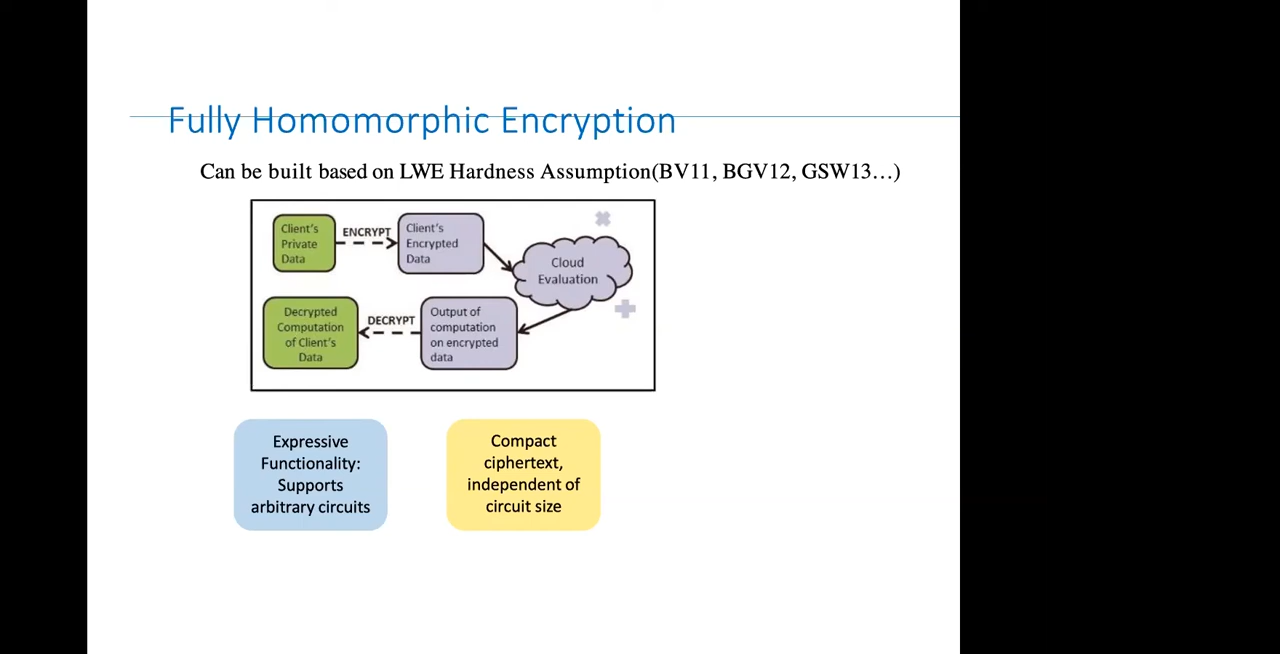 Fully Homomorphic Encryption
Can be built based on LWE Hardness Assumption(BV11, BGV12, GSW13...)
Client's
Private
Data
ENCRYPT
Client's
Encrypted
Data
Cloud
Evaluation
Decrypted
Computation
of Client's
Data
DECRYPT
Output of
computation
on encrypted
data
Expressive
Functionality:
Supports
arbitrary circuits
Compact
ciphertext,
independent of
circuit size